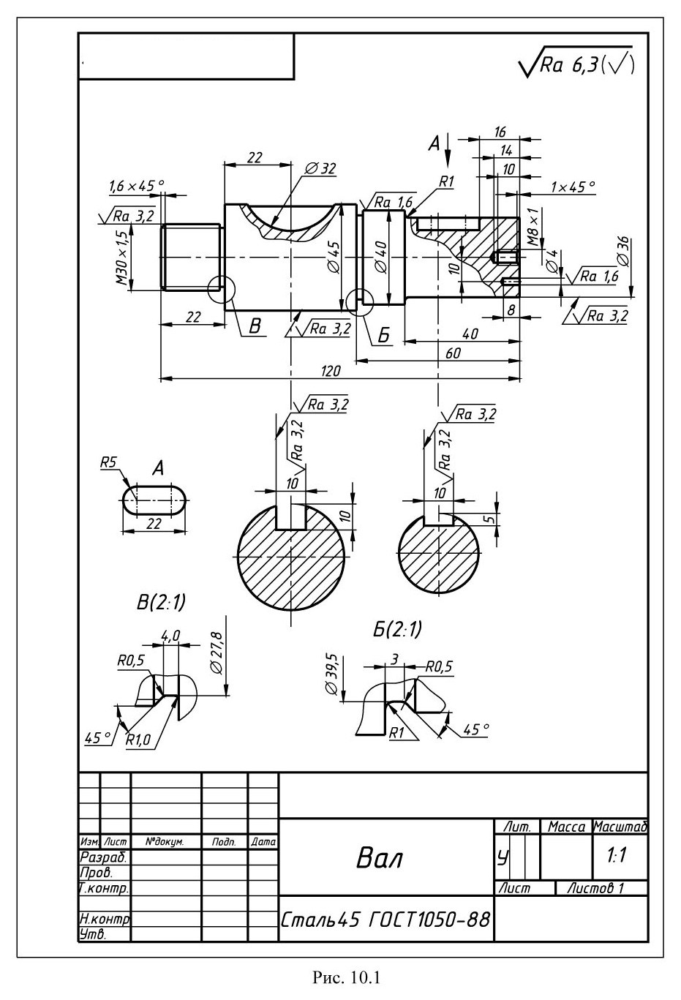 Ra 6,3(√)
16
A
14
22
Ø32
10
R1
1,6×45°
Ra 1,6
1×45°
Ra 3,2
M8×1
M30×1,5
Ø45
Ø40
10
Ø4
Ø36
Ra 1,6
22
В
Ra 3,2
Б
8
Ra 3,2
40
60
120
Ra 3,2
Ra 3,2
Ra 3,2
Ra 3,2
R5
А
10
10
22
10
5
В(2:1)
4,0
Ø27,8
R0,5
45°
R1,0
Б(2:1)
Ø39,5
3
R0,5
R1
45°
Лит. Масса Масштаб
Изм. Лист №докум. Подп. Дата
Разраб.
Вал
У
1:1
Пров.
Т.контр.
Лист Листов 1
Н.контр
Сталь45 ГОСТ1050-88
Утв.
Рис. 10.1